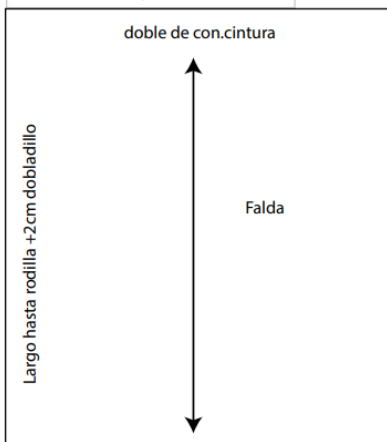 doble de con.cintura
Largo hasta rodilla +2cm dobladillo
Falda